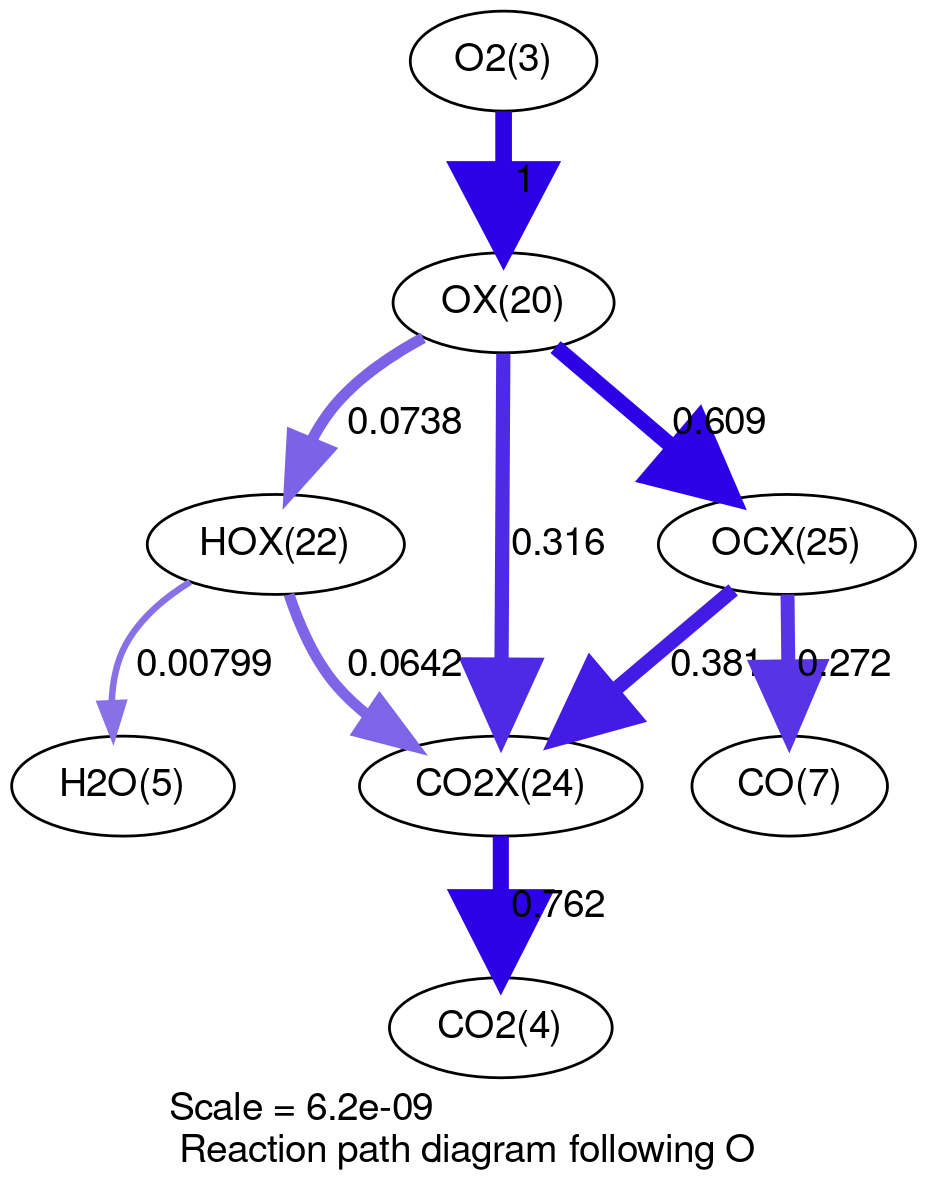 O2(3)
1
OX(20)
0.0738
0.609
HOX(22)
0.316
OCX(25)
0.00799
0.0642
0.381
0.272
H2O(5)
CO2X(24)
CO(7)
0.762
CO2(4)
Scale = 6.2e-09
Reaction path diagram following O